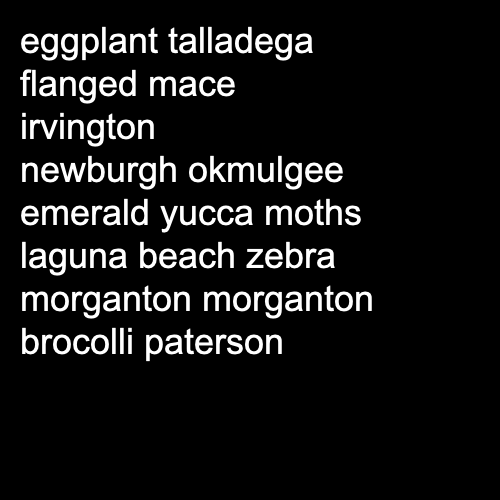 eggplant talladega
flanged mace
irvington
newburgh okmulgee
emerald yucca moths
laguna beach zebra
morganton morganton
brocolli paterson